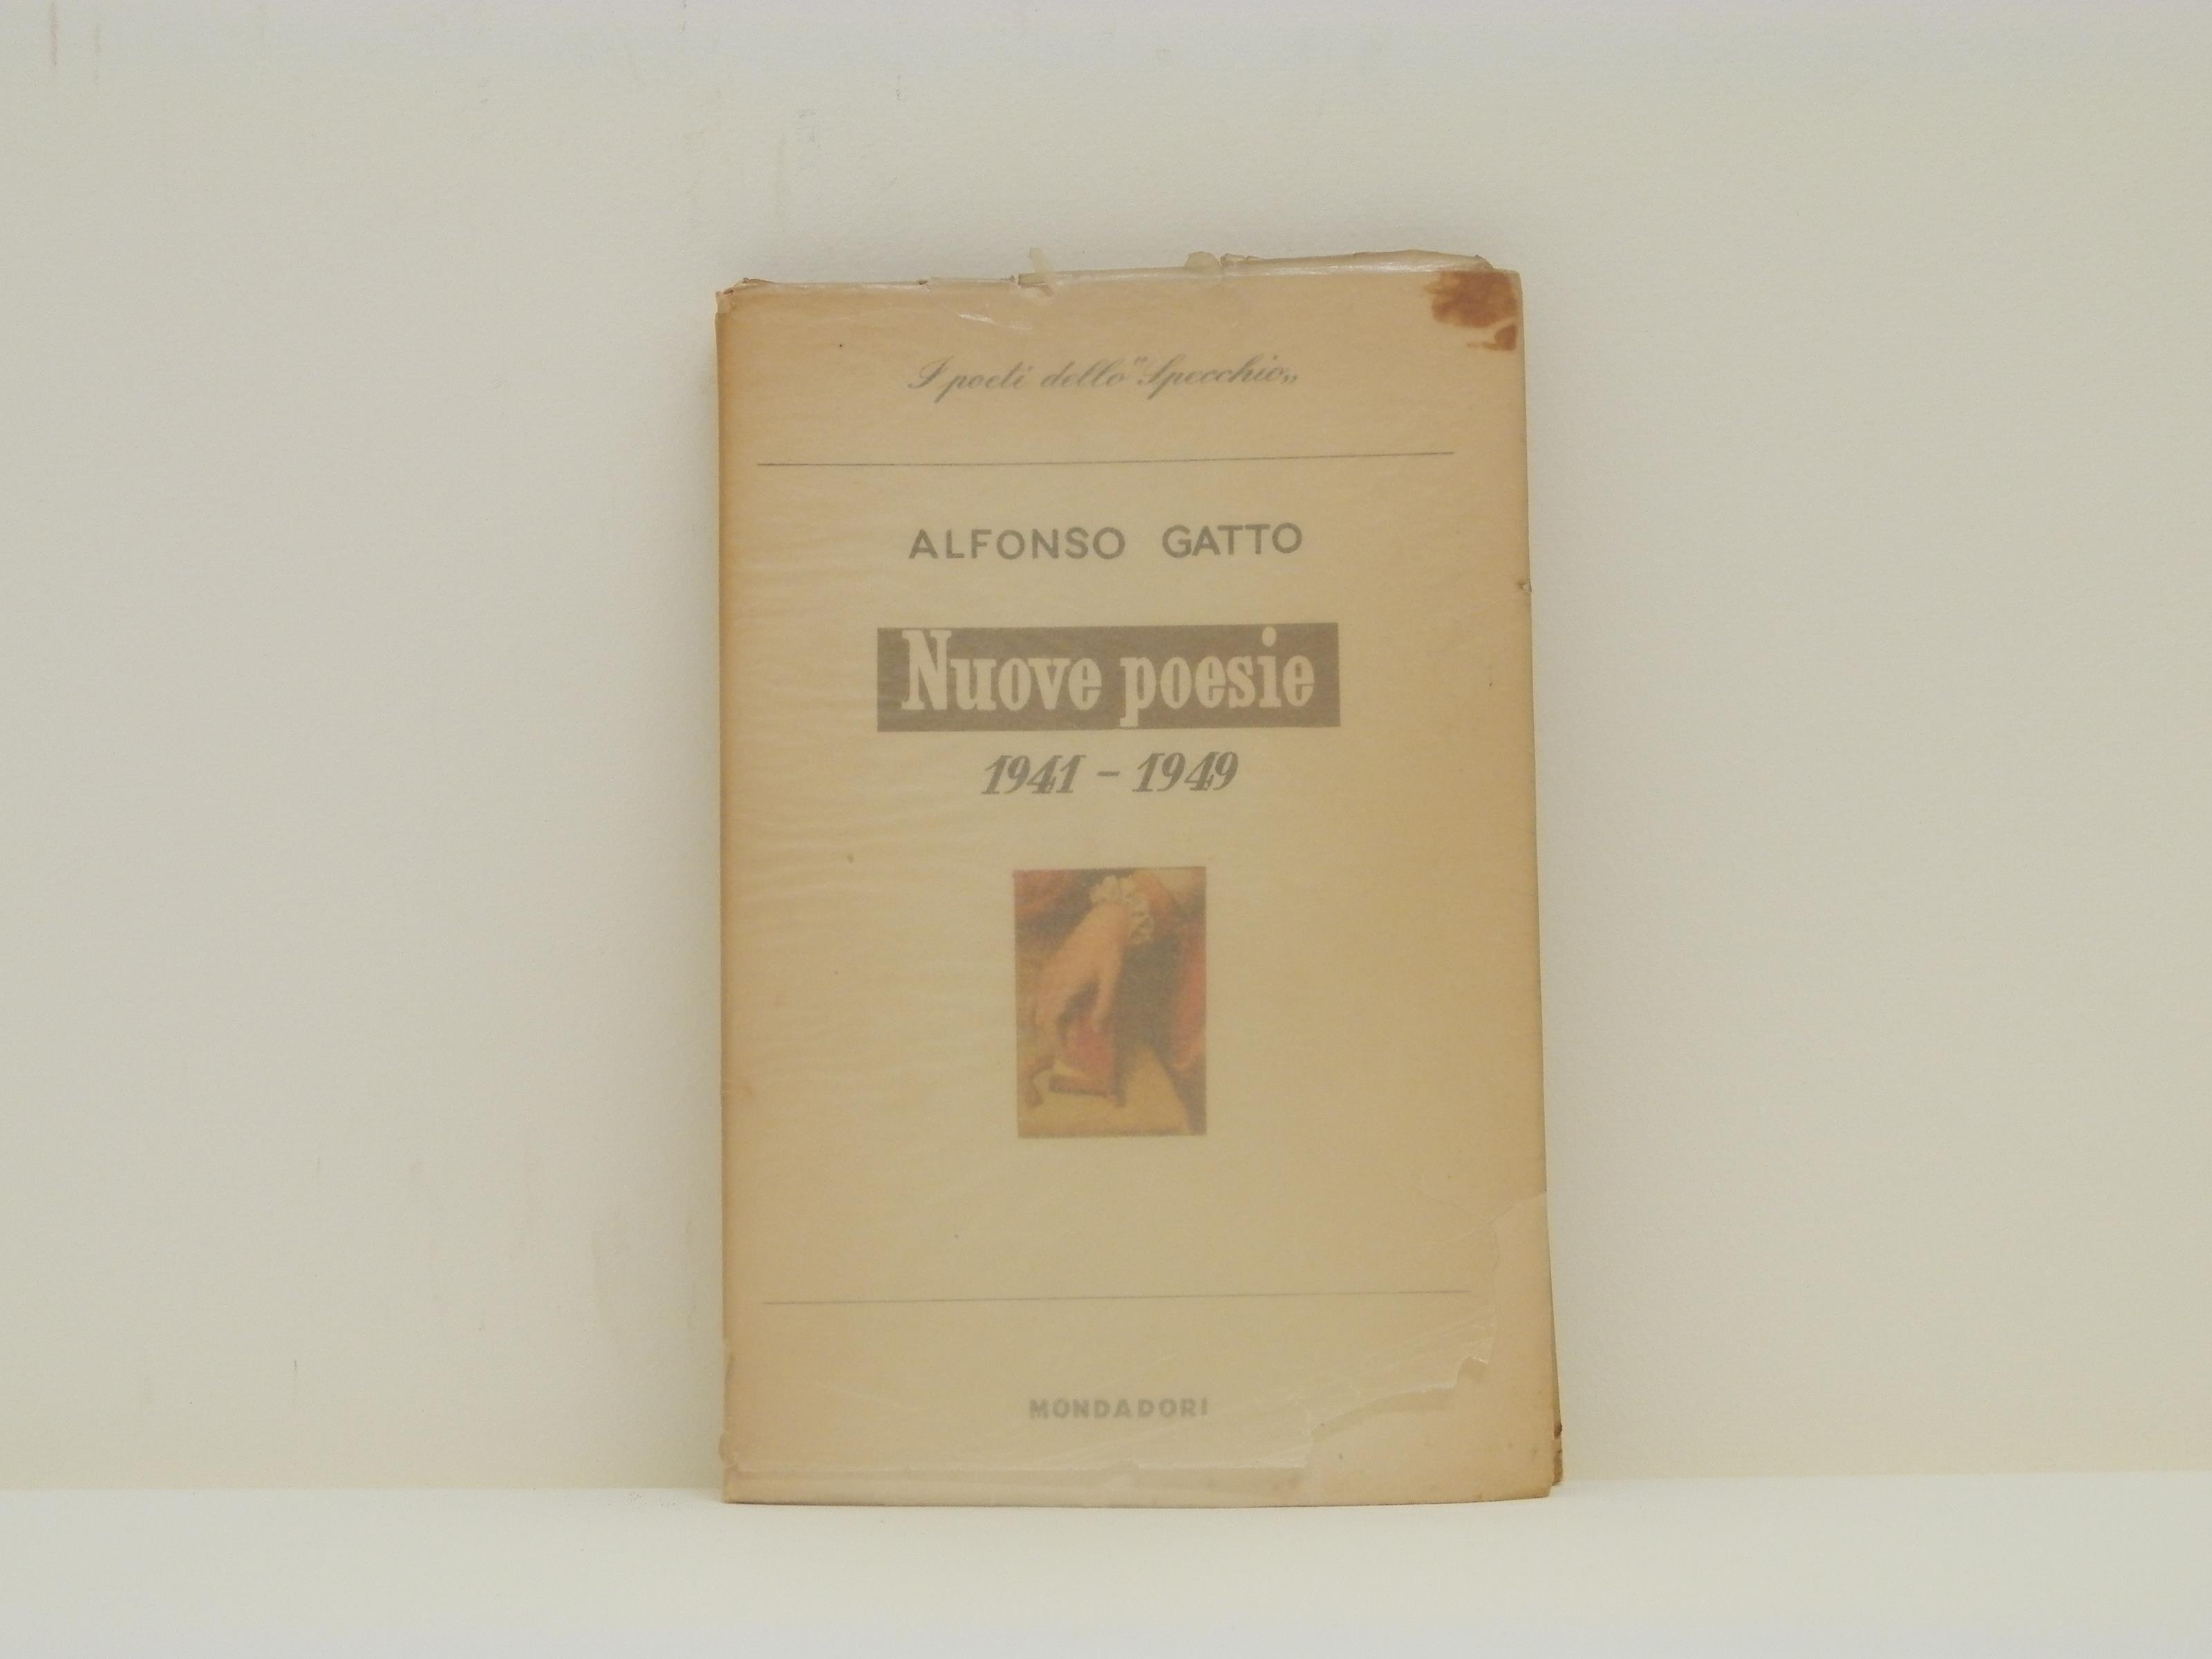 I poeti dello "Specchio„
ALFONSO GATTO
Nuove poesie
1941 - 1949
MONDADORI